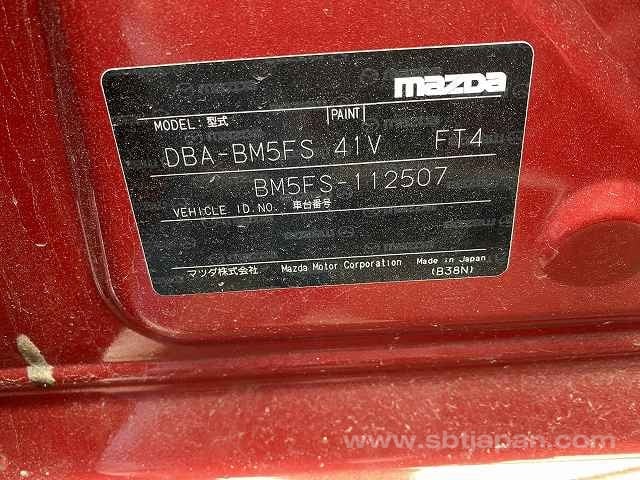 mazda
MODEL: 型式 PAINT
DBA-BM5FS 41V FT4
BM5FS-112507
VEHICLE ID.NO.: 車台番号
マツダ株式会社 Mazda Motor Corporation Made in Japan
(B38N)
www.sbtjapan.com